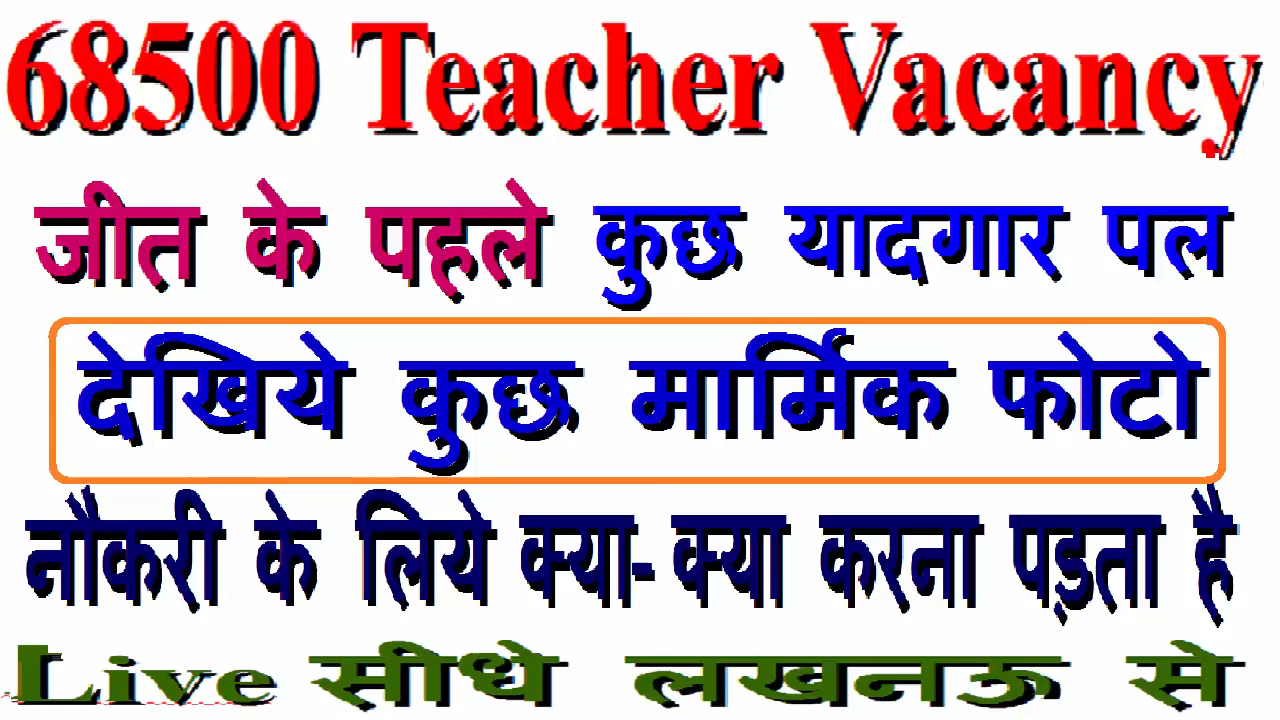 68500 Teacher Vacancy
जीत के पहले कुछ यादगार पल
देखिये कुछ मार्मिक फोटो
नौकरी के लिये क्या- क्या करना पड़ता है
Live सीधे लखनऊ से